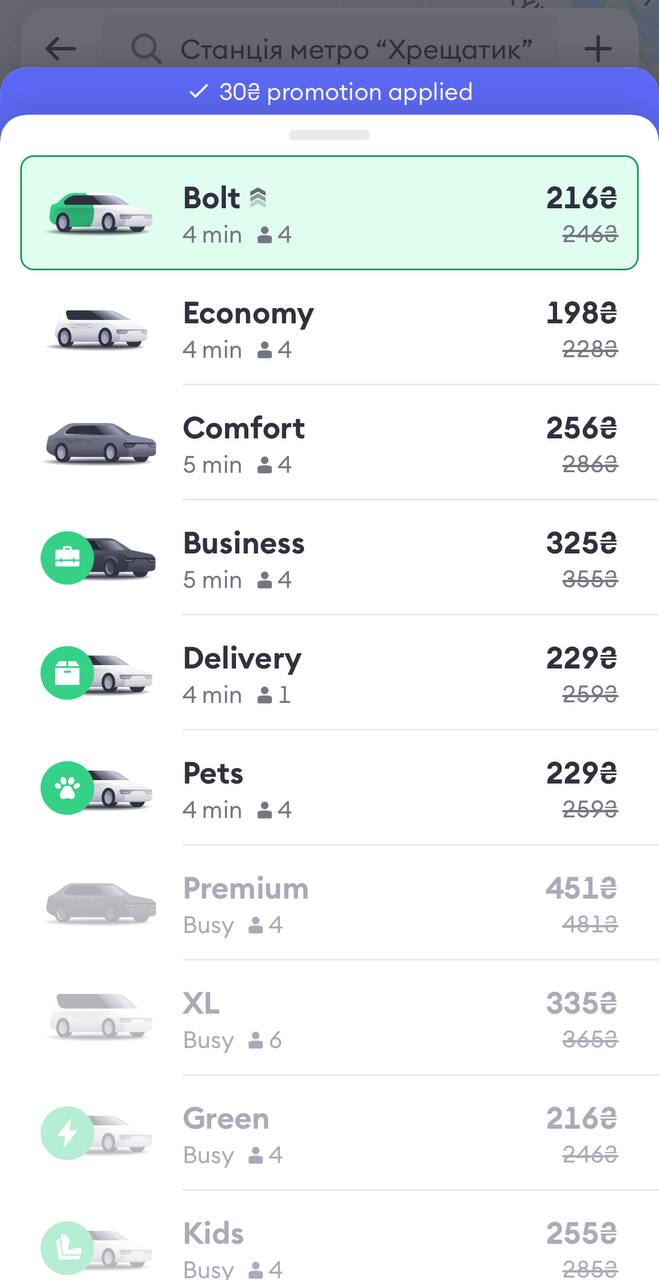 Станція метро “Хрещатик”
30₴ promotion applied
Bolt 216₴
4 min 4 246₴
Economy 198₴
4 min 4 228₴
Comfort 256₴
5 min 4 286₴
Business 325₴
5 min 4 355₴
Delivery 229₴
4 min 1 259₴
Pets 229₴
4 min 4 259₴
Premium 451₴
Busy 4 481₴
XL 335₴
Busy 6 365₴
Green 216₴
Busy 4 246₴
Kids 255₴
Busy 4 285₴